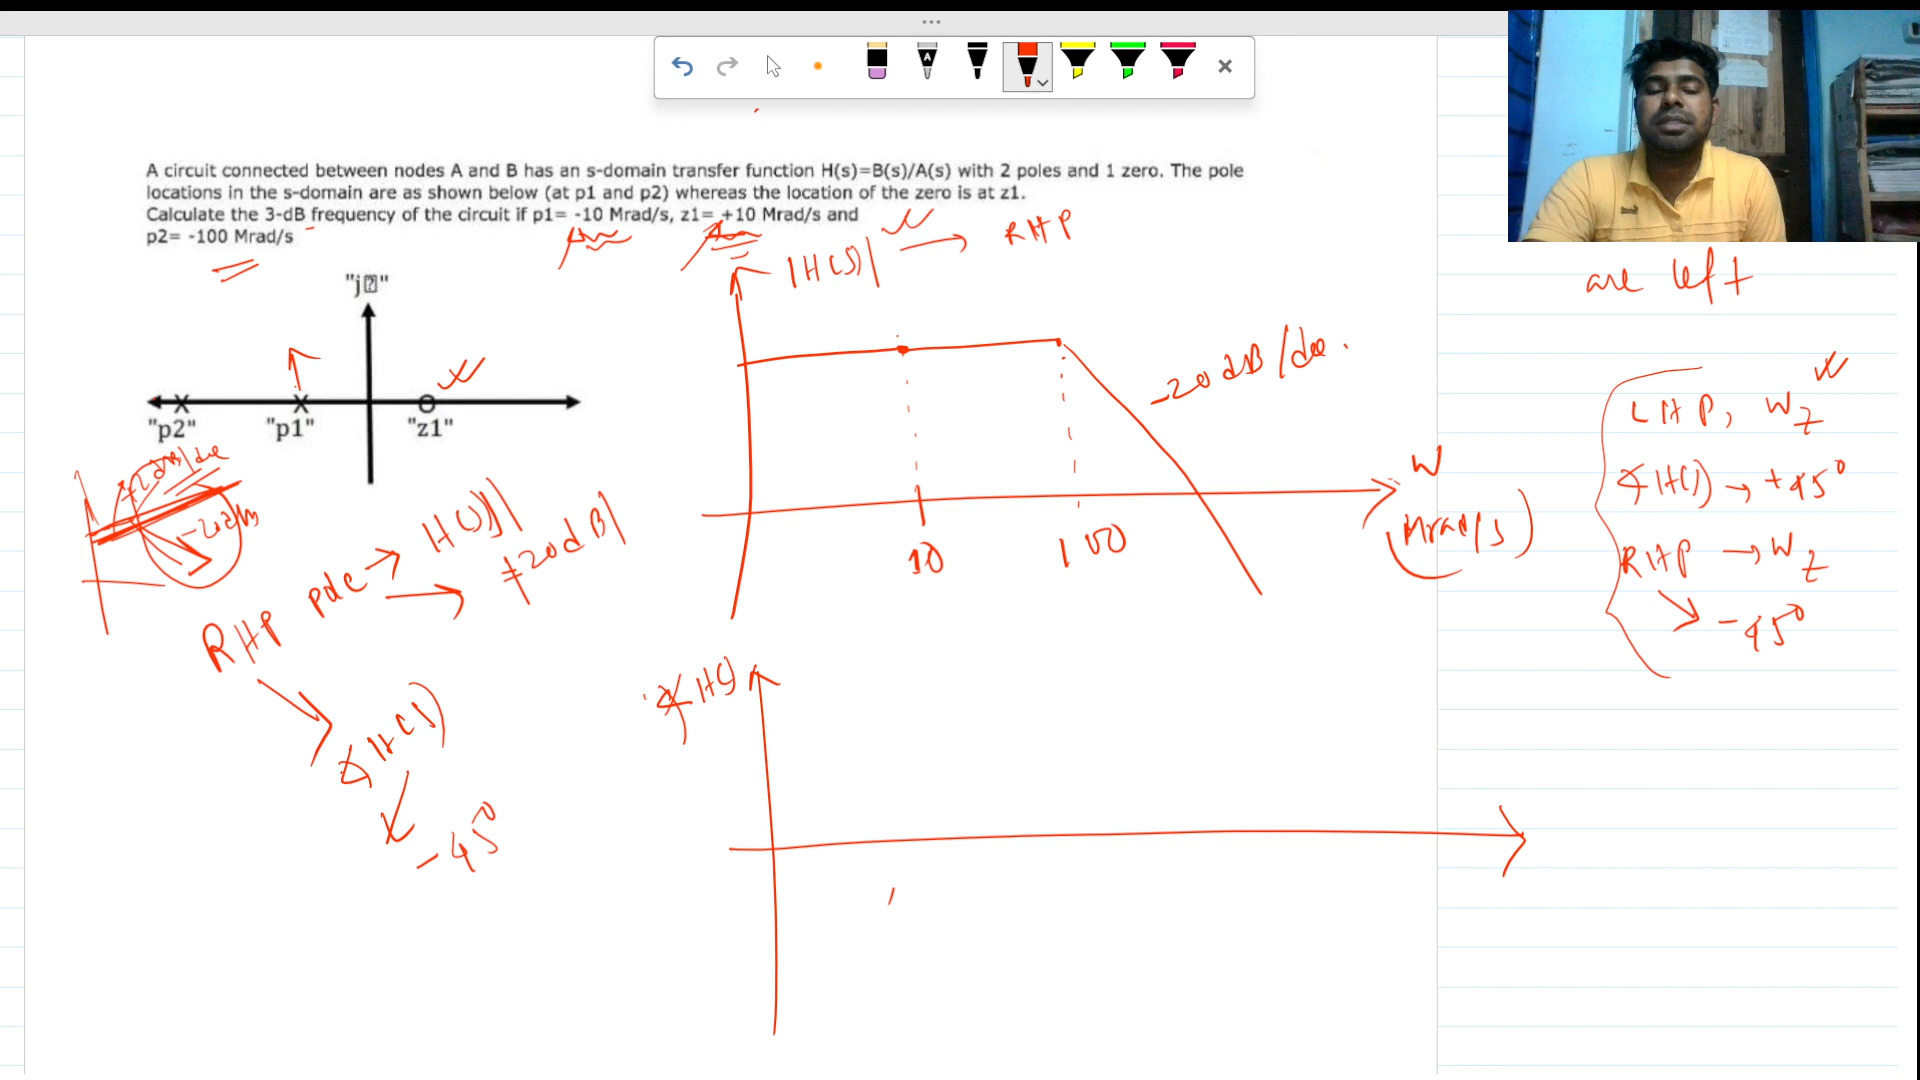 A circuit connected between nodes A and B has an s-domain transfer function H(s)=B(s)/A(s) with 2 poles and 1 zero. The pole
locations in the s-domain are as shown below (at p1 and p2) whereas the location of the zero is at z1.
Calculate the 3-dB frequency of the circuit if p1= -10 Mrad/s, z1= +10 Mrad/s and
p2= -100 Mrad/s
"j⍰"
"p2"
"p1"
"z1"
|H(s)| → RHP
-20dB/dec.
10
100
W
(Mrad/s)
+20dB/dec
-20dB
RHP pole → H(s)
→ +20dB
∡H(s)
-45°
∡H(s)
are left
LHP, Wz
∡H(s) → +45°
RHP → Wz
-45°